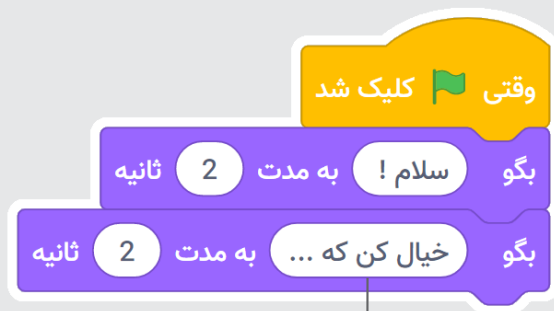 وقتی کلیک شد
بگو سلام ! به مدت 2 ثانیه
بگو خیال کن که ... به مدت 2 ثانیه